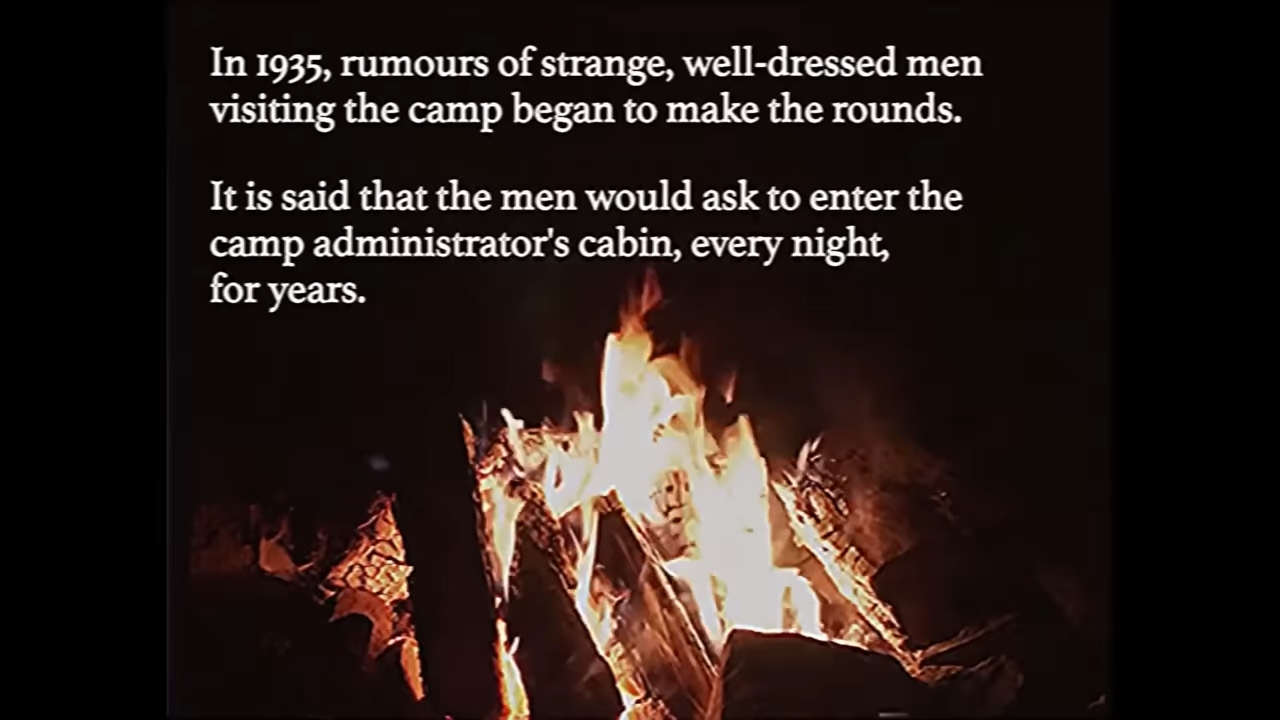 In 1935, rumours of strange, well-dressed men
visiting the camp began to make the rounds.
It is said that the men would ask to enter the
camp administrator's cabin, every night,
for years.